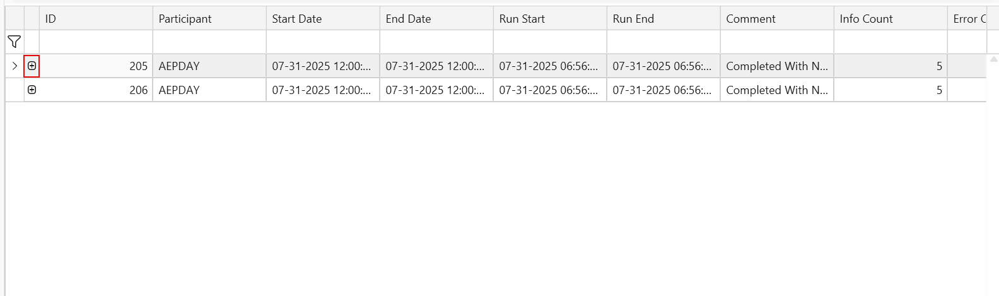 ID Participant Start Date End Date Run Start Run End Comment Info Count Error C
205 AEPDAY 07-31-2025 12:00:... 07-31-2025 12:00:... 07-31-2025 06:56:... 07-31-2025 06:56:... Completed With N... 5
206 AEPDAY 07-31-2025 12:00:... 07-31-2025 12:00:... 07-31-2025 06:56:... 07-31-2025 06:56:... Completed With N... 5